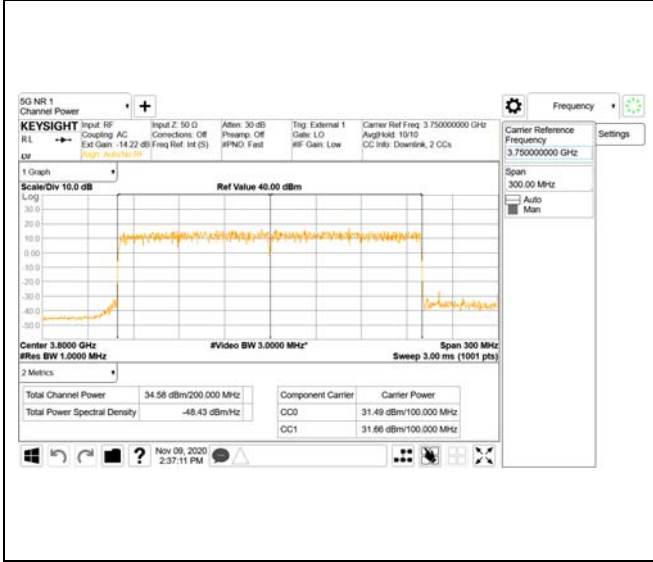 5G NR 1
Channel Power
Frequency
KEYSIGHT
RL
Input: RF
Coupling: AC
Ext Gain: -14.22 dB
Align: Auto/No RF
Input Z: 50 Ω
Corrections: Off
Freq Ref: Int (S)
Atten: 30 dB
Preamp: Off
#PNO: Fast
Trig: External 1
Gate: LO
#IF Gain: Low
Carrier Ref Freq: 3.750000000 GHz
Avg|Hold: 10/10
CC Info: Downlink, 2 CCs
Carrier Reference
Frequency
3.750000000 GHz
Settings
Span
300.00 MHz
Auto
Man
1 Graph
Scale/Div 10.0 dB
Ref Value 40.00 dBm
Log
30.0
20.0
10.0
0.00
-10.0
-20.0
-30.0
-40.0
-50.0
Center 3.8000 GHz
#Video BW 3.0000 MHz*
Span 300 MHz
#Res BW 1.0000 MHz
Sweep 3.00 ms (1001 pts)
2 Metrics
Total Channel Power 34.58 dBm/200.000 MHz
Total Power Spectral Density -48.43 dBm/Hz
Component Carrier Carrier Power
CC0 31.49 dBm/100.000 MHz
CC1 31.66 dBm/100.000 MHz
?
Nov 09, 2020
2:37:11 PM